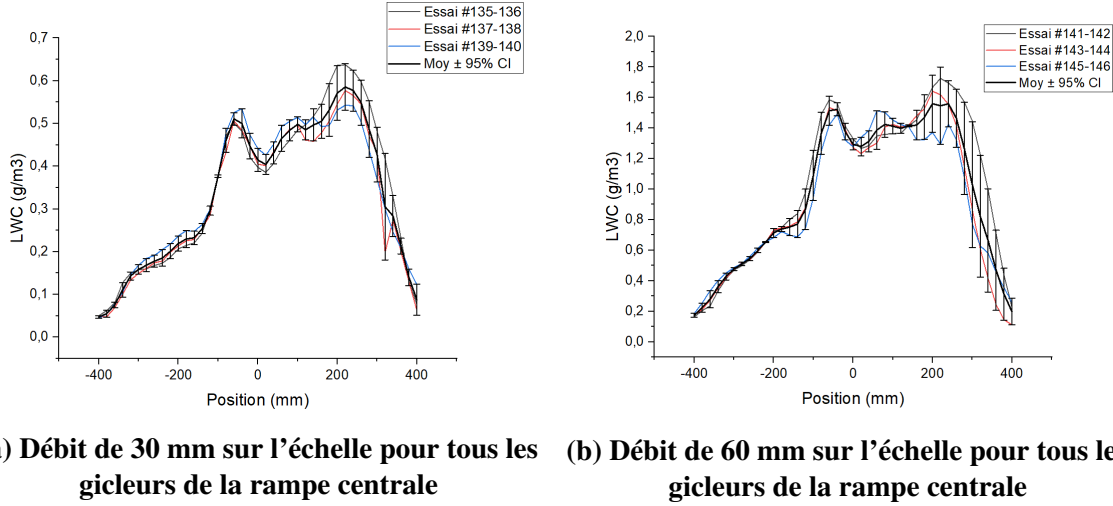 Essai #135-136
Essai #137-138
Essai #139-140
Moy ± 95% CI
0,7
0,6
0,5
0,4
0,3
0,2
0,1
0,0
LWC (g/m3)
-400
-200
0
200
400
Position (mm)
Essai #141-142
Essai #143-144
Essai #145-146
Moy ± 95% CI
2,0
1,8
1,6
1,4
1,2
1,0
0,8
0,6
0,4
0,2
0,0
LWC (g/m3)
-400
-200
0
200
400
Position (mm)
) Débit de 30 mm sur l’échelle pour tous les
gicleurs de la rampe centrale
(b) Débit de 60 mm sur l’échelle pour tous le
gicleurs de la rampe centrale